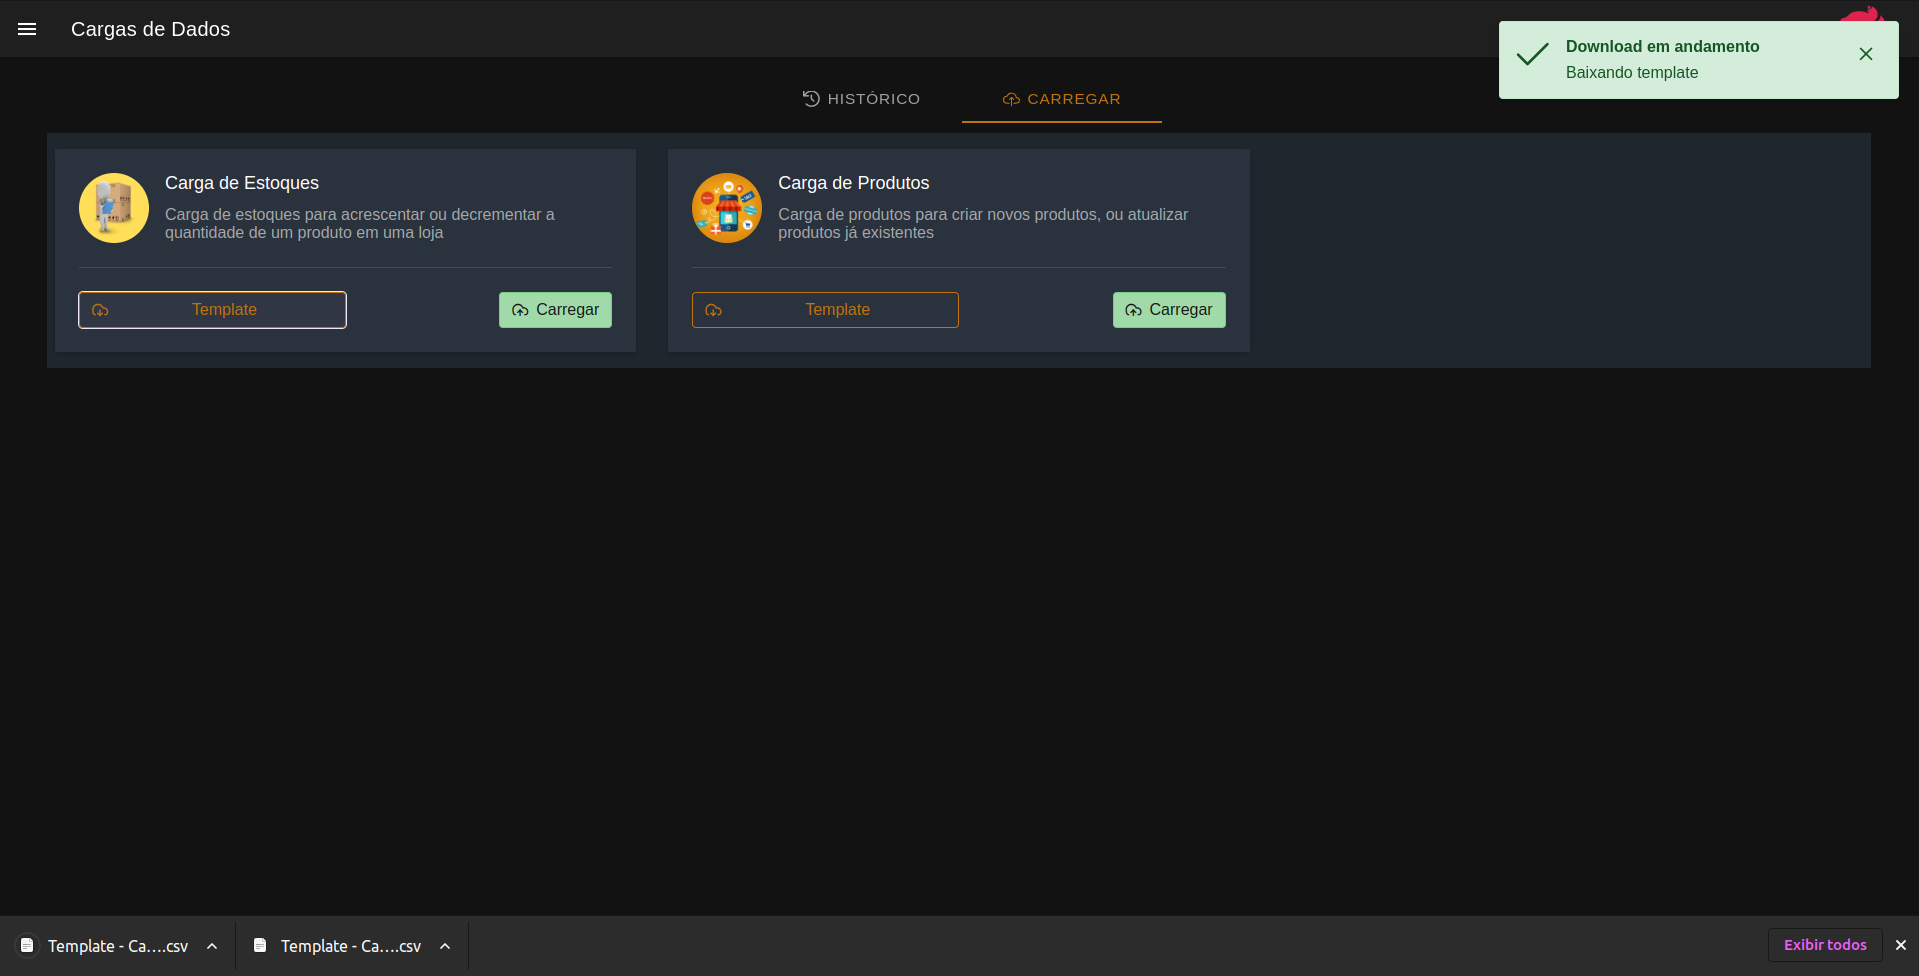 Cargas de Dados
Download em andamento
Baixando template
HISTÓRICO
CARREGAR
Carga de Estoques
Carga de estoques para acrescentar ou decrementar a
quantidade de um produto em uma loja
Template
Carregar
Carga de Produtos
Carga de produtos para criar novos produtos, ou atualizar
produtos já existentes
Template
Carregar
Template - Ca….csv
Template - Ca….csv
Exibir todos